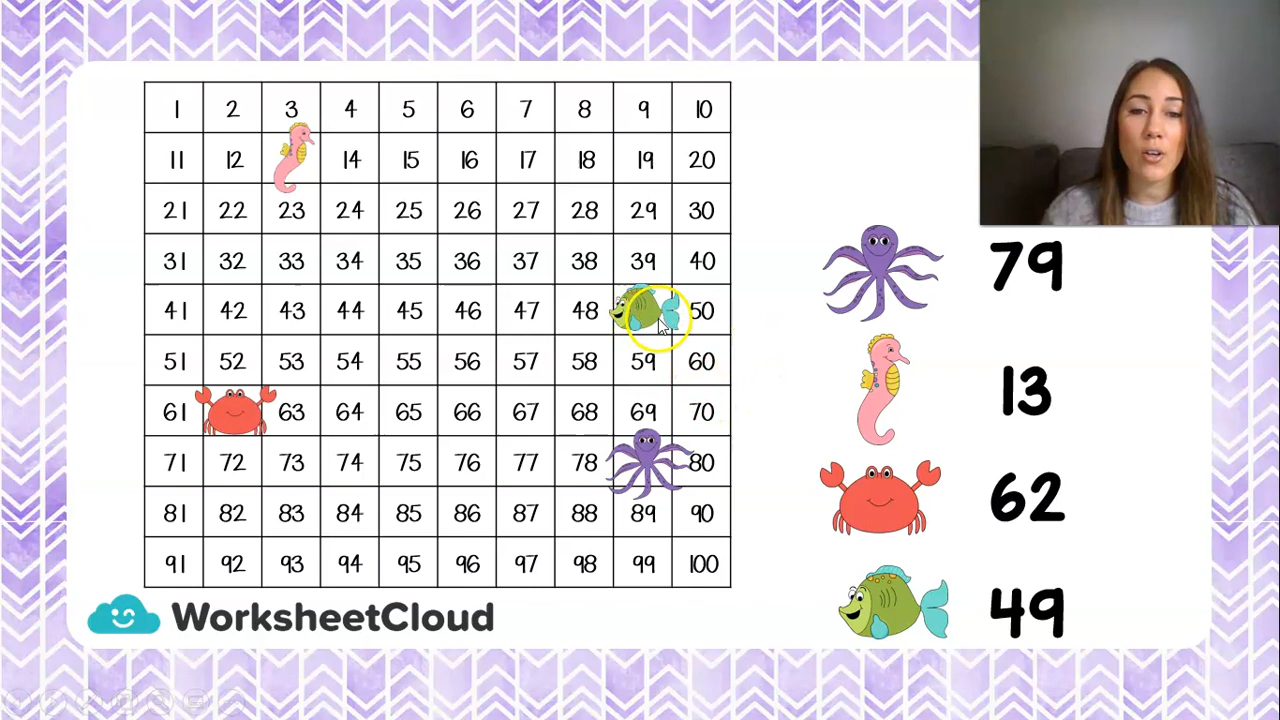 1 2 3 4 5 6 7 8 9 10
11 12 14 15 16 17 18 19 20
21 22 23 24 25 26 27 28 29 30
31 32 33 34 35 36 37 38 39 40
41 42 43 44 45 46 47 48 50
51 52 53 54 55 56 57 58 59 60
61 63 64 65 66 67 68 69 70
71 72 73 74 75 76 77 78 80
81 82 83 84 85 86 87 88 89 90
91 92 93 94 95 96 97 98 99 100
WorksheetCloud
79
13
62
49